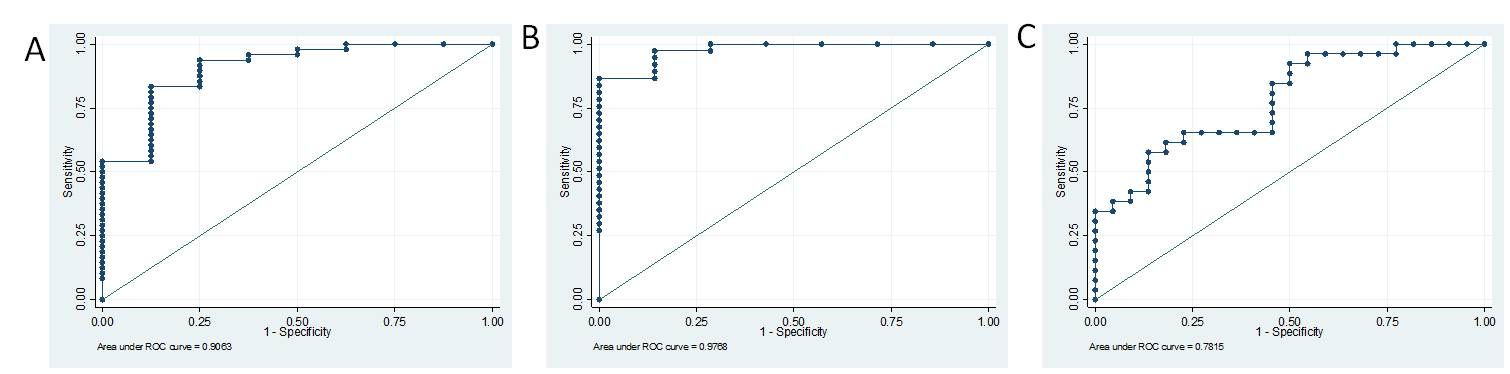 A
Sensitivity
1.00
0.75
0.50
0.25
0.00
0.00 0.25 0.50 0.75 1.00
1 - Specificity
Area under ROC curve = 0.9063
B
Sensitivity
1.00
0.75
0.50
0.25
0.00
0.00 0.25 0.50 0.75 1.00
1 - Specificity
Area under ROC curve = 0.9768
C
Sensitivity
1.00
0.75
0.50
0.25
0.00
0.00 0.25 0.50 0.75 1.00
1 - Specificity
Area under ROC curve = 0.7815